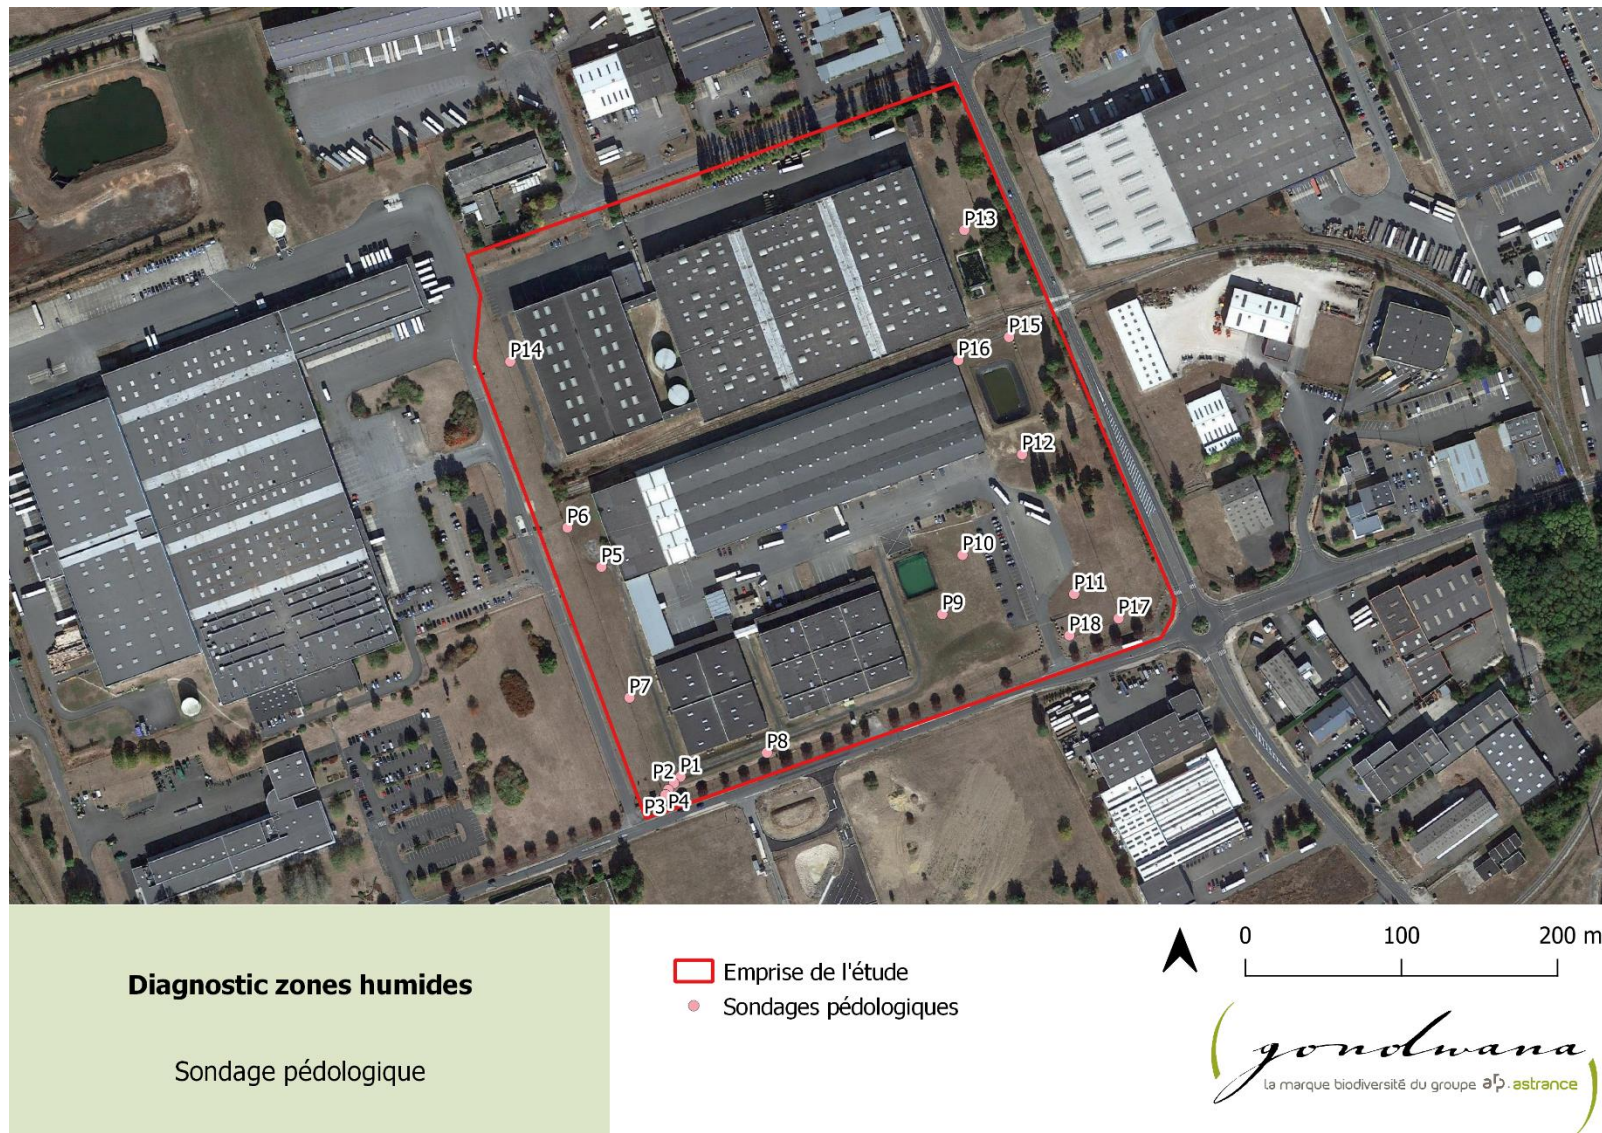 P13
P15
P16
P14
P12
P6
P5
P10
P11
P9
P17
P18
P7
P8
P1
P2
P3
P4
Diagnostic zones humides
Sondage pédologique
Emprise de l'étude
Sondages pédologiques
0 100 200 m
gondwana
la marque biodiversité du groupe arp. astrance